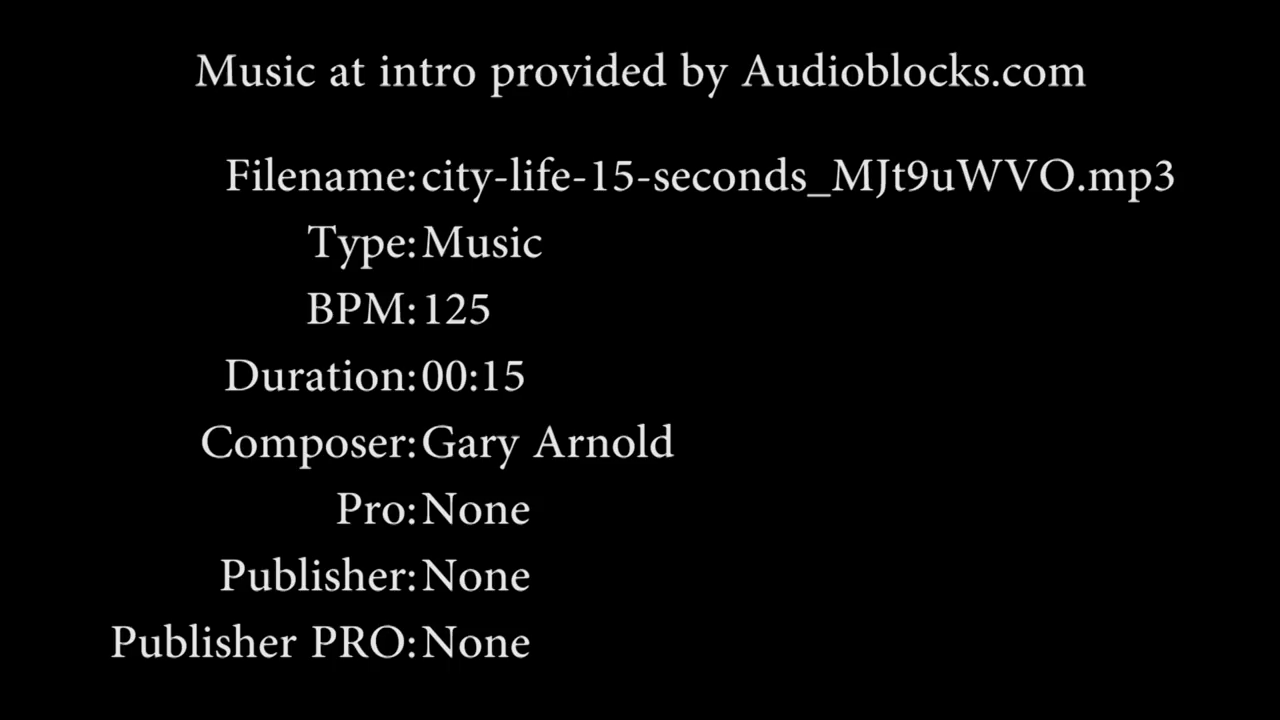 Music at intro provided by Audioblocks.com
Filename: city-life-15-seconds_MJt9uWVO.mp3
Type: Music
BPM: 125
Duration: 00:15
Composer: Gary Arnold
Pro: None
Publisher: None
Publisher PRO: None